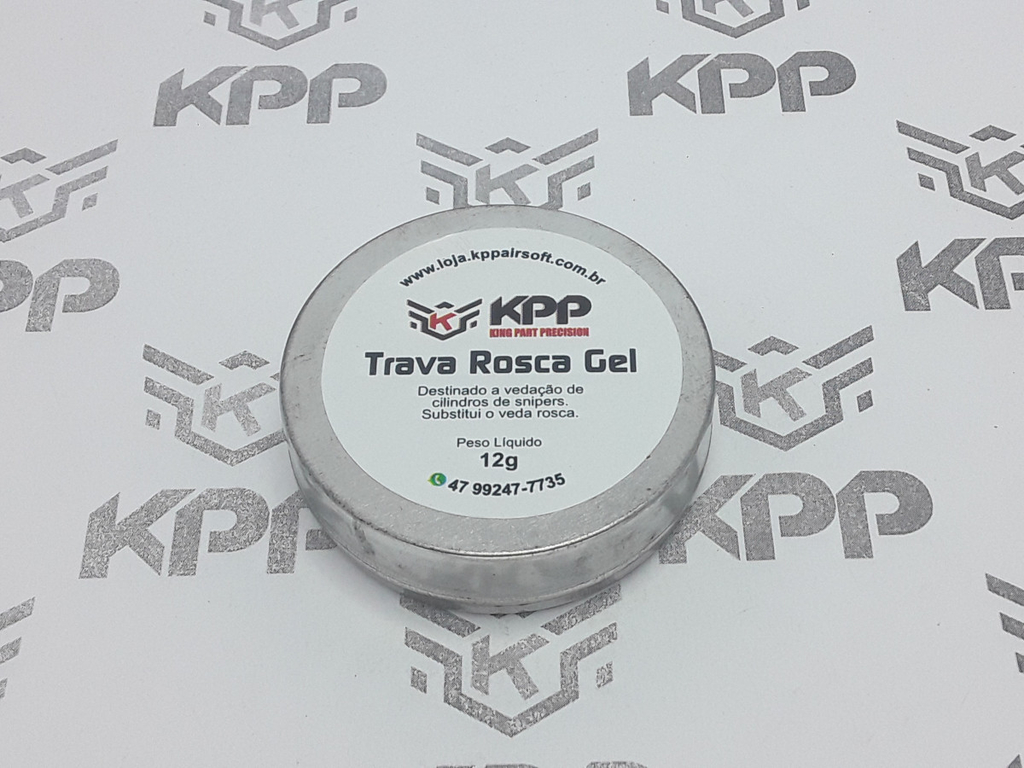 KPP
KPP
K
K
K
KPP
K
www.loja.kppairsoft.com.br
K KPP
KING PART PRECISION
Trava Rosca Gel
Destinado a vedação de
cilindros de snipers.
Substitui o veda rosca.
Peso Líquido
12g
47 99247-7735
K
K
KPP
KPP
K